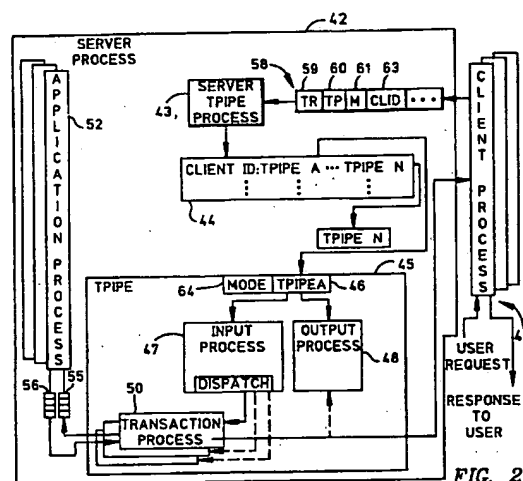 42
SERVER
PROCESS
58
59 60 61 63
SERVER
TPIPE
PROCESS
43,
TR TP M CLID •••
APPLICATION PROCESS
52
CLIENT PROCESS
CLIENT ID:TPIPE A ••• TPIPE N
44
TPIPE N
45
TPIPE
64
MODE TPIPEA
46
47
INPUT
PROCESS
DISPATCH
OUTPUT
PROCESS
48
4
USER
REQUEST
RESPONSE
TO USER
56 55
50
TRANSACTION
PROCESS
FIG. 2